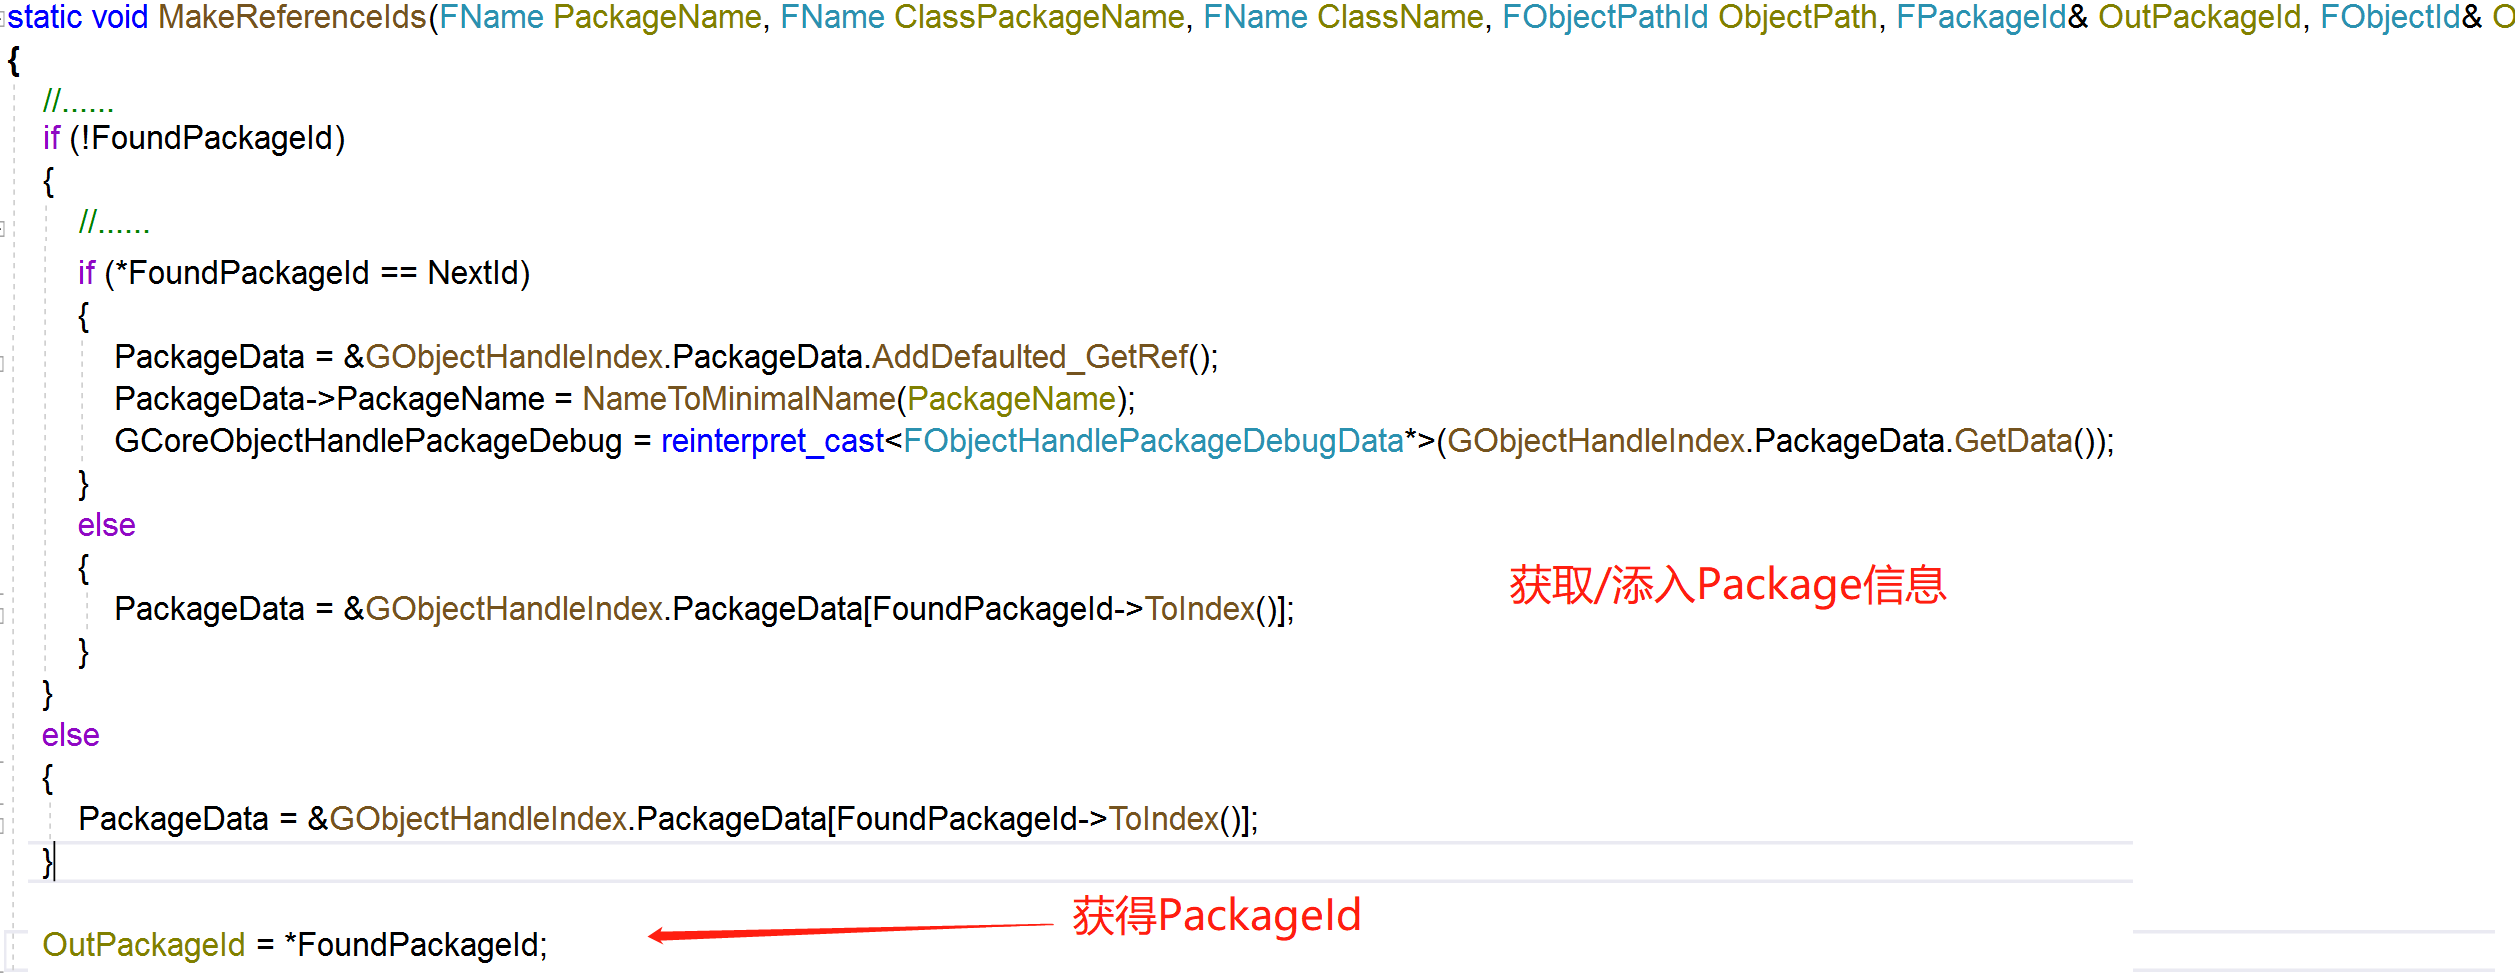 static void MakeReferenceIds(FName PackageName, FName ClassPackageName, FName ClassName, FObjectPathId ObjectPath, FPackageId& OutPackageId, FObjectId& O
{
//......
if (!FoundPackageId)
{
//......
if (*FoundPackageId == NextId)
{
PackageData = &GObjectHandleIndex.PackageData.AddDefaulted_GetRef();
PackageData->PackageName = NameToMinimalName(PackageName);
GCoreObjectHandlePackageDebug = reinterpret_cast<FObjectHandlePackageDebugData*>(GObjectHandleIndex.PackageData.GetData());
}
else
{
获取/添入Package信息
PackageData = &GObjectHandleIndex.PackageData[FoundPackageId->ToIndex()];
}
}
else
{
PackageData = &GObjectHandleIndex.PackageData[FoundPackageId->ToIndex()];
}
获得PackageId
OutPackageId = *FoundPackageId;